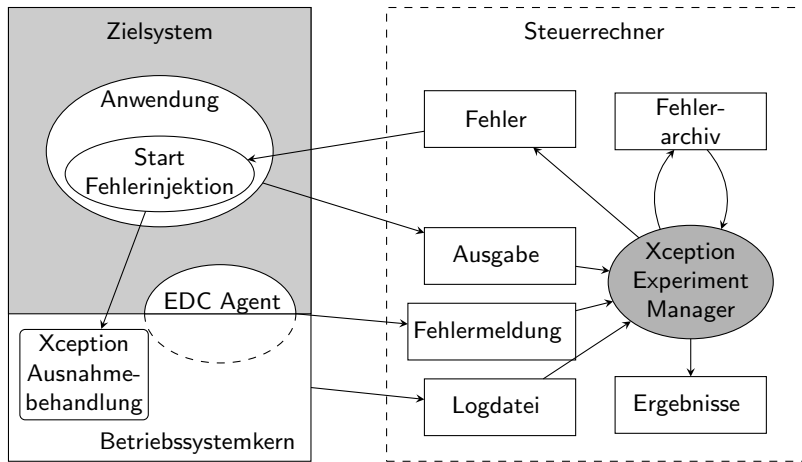 Zielsystem
Anwendung
Start
Fehlerinjektion
EDC Agent
Xception
Ausnahme-
behandlung
Betriebssystemkern
Steuerrechner
Fehler
Fehler-
archiv
Ausgabe
Xception
Experiment
Manager
Fehlermeldung
Logdatei
Ergebnisse